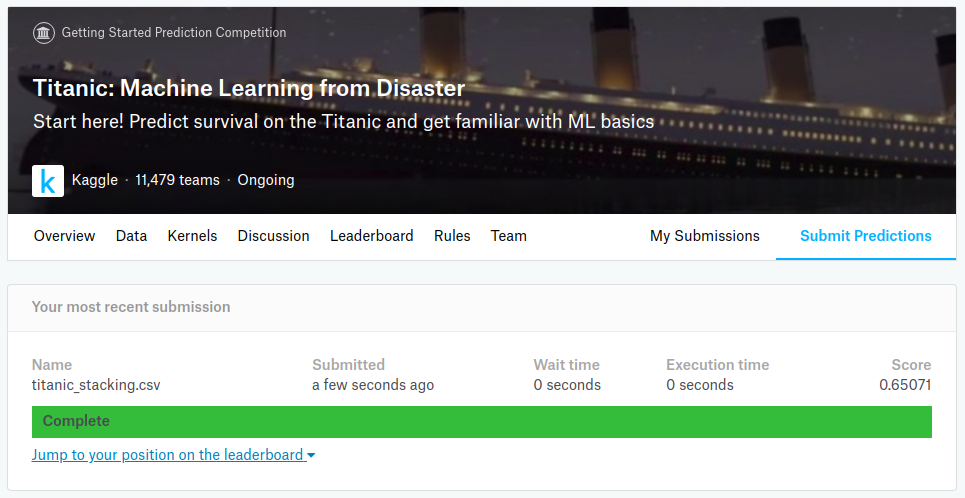 Getting Started Prediction Competition
Titanic: Machine Learning from Disaster
Start here! Predict survival on the Titanic and get familiar with ML basics
k Kaggle · 11,479 teams · Ongoing
Overview Data Kernels Discussion Leaderboard Rules Team My Submissions Submit Predictions
Your most recent submission
Name Submitted Wait time Execution time Score
titanic_stacking.csv a few seconds ago 0 seconds 0 seconds 0.65071
Complete
Jump to your position on the leaderboard